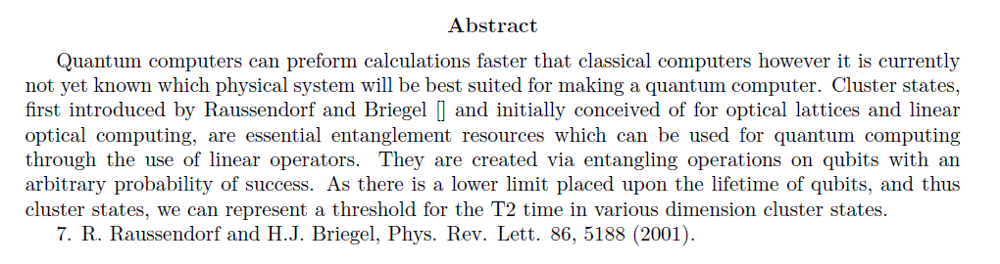 Abstract
Quantum computers can preform calculations faster that classical computers however it is currently
not yet known which physical system will be best suited for making a quantum computer. Cluster states,
first introduced by Raussendorf and Briegel [] and initially conceived of for optical lattices and linear
optical computing, are essential entanglement resources which can be used for quantum computing
through the use of linear operators. They are created via entangling operations on qubits with an
arbitrary probability of success. As there is a lower limit placed upon the lifetime of qubits, and thus
cluster states, we can represent a threshold for the T2 time in various dimension cluster states.
7. R. Raussendorf and H.J. Briegel, Phys. Rev. Lett. 86, 5188 (2001).